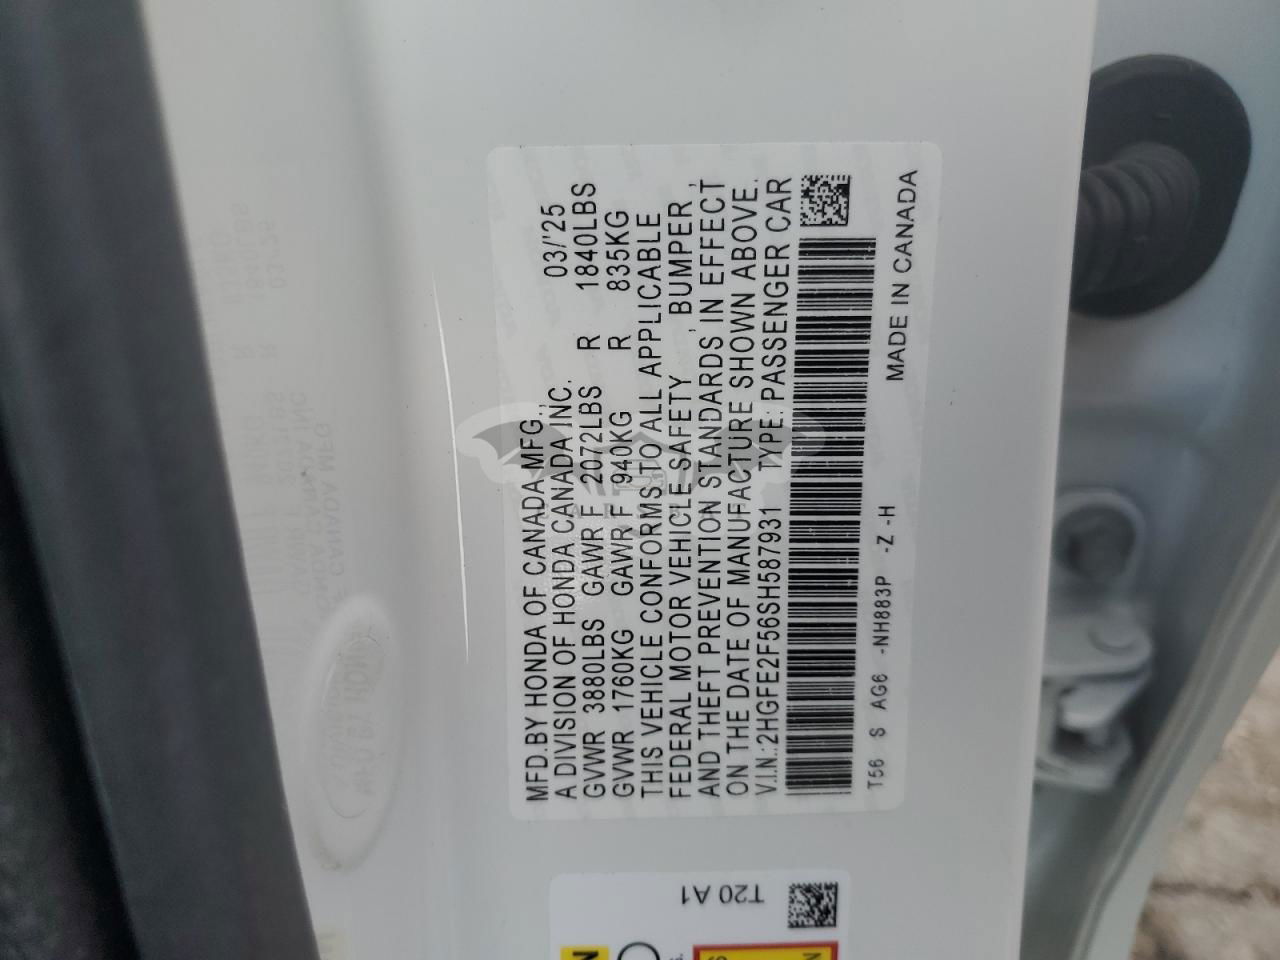 MFD.BY HONDA OF CANADA MFG., 03/'25
A DIVISION OF HONDA CANADA INC.
GVWR 3880LBS GAWR F 2072LBS R 1840LBS
GVWR 1760KG GAWR F 940KG R 835KG
THIS VEHICLE CONFORMS TO ALL APPLICABLE
FEDERAL MOTOR VEHICLE SAFETY, BUMPER,
AND THEFT PREVENTION STANDARDS IN EFFECT
ON THE DATE OF MANUFACTURE SHOWN ABOVE.
V.I.N.:2HGFE2F56SH587931 TYPE:PASSENGER CAR
T56 S AG6 -NH883P -Z -H MADE IN CANADA
T20 A1